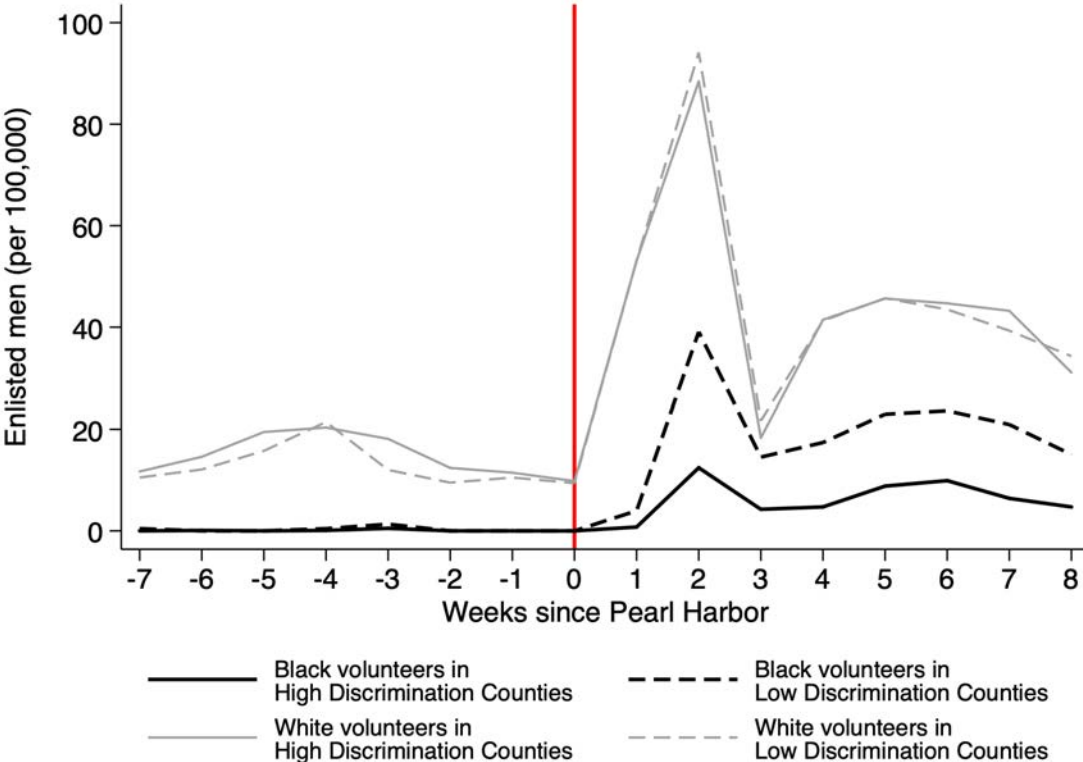 Enlisted men (per 100,000)
100
80
60
40
20
0
-7 -6 -5 -4 -3 -2 -1 0 1 2 3 4 5 6 7 8
Weeks since Pearl Harbor
Black volunteers in
High Discrimination Counties
Black volunteers in
Low Discrimination Counties
White volunteers in
High Discrimination Counties
White volunteers in
Low Discrimination Counties